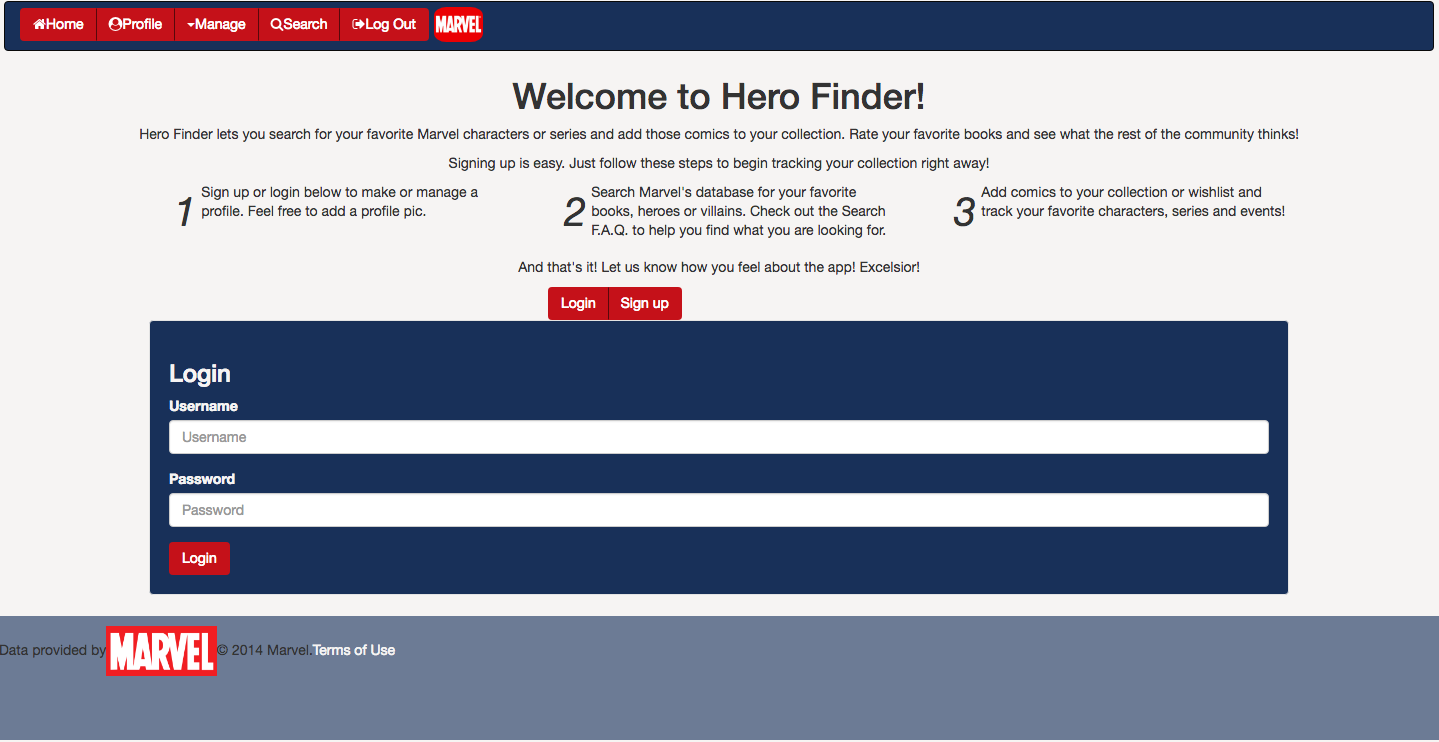 Home Profile Manage Search Log Out MARVEL
Welcome to Hero Finder!
Hero Finder lets you search for your favorite Marvel characters or series and add those comics to your collection. Rate your favorite books and see what the rest of the community thinks!
Signing up is easy. Just follow these steps to begin tracking your collection right away!
1 Sign up or login below to make or manage a
profile. Feel free to add a profile pic.
2 Search Marvel's database for your favorite
books, heroes or villains. Check out the Search
F.A.Q. to help you find what you are looking for.
3 Add comics to your collection or wishlist and
track your favorite characters, series and events!
And that's it! Let us know how you feel about the app! Excelsior!
Login Sign up
Login
Username
Username
Password
Password
Login
Data provided by MARVEL © 2014 Marvel.Terms of Use